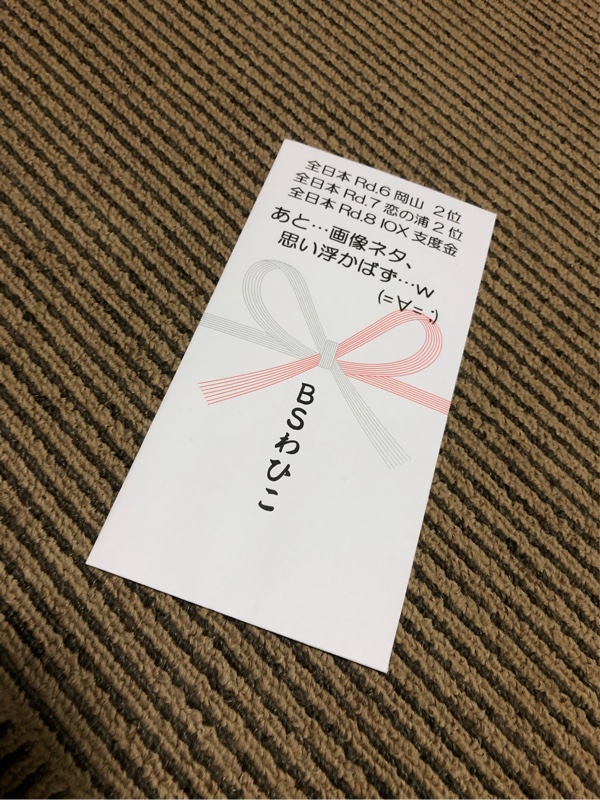 全日本 Rd.6 岡山 2位
全日本 Rd.7 恋の浦 2位
全日本 Rd.8 IOX 支度金
あと…画像ネタ、
思い浮かばず…w
(=∀=;)
BSわひこ